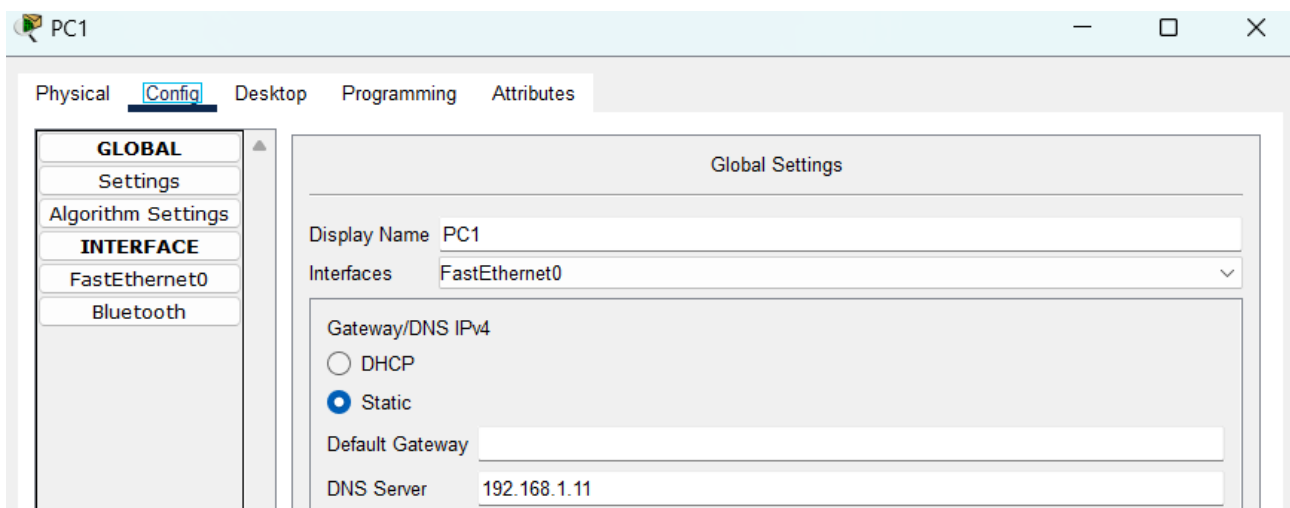 PC1
Physical Config Desktop Programming Attributes
GLOBAL
Settings
Algorithm Settings
INTERFACE
FastEthernet0
Bluetooth
Global Settings
Display Name PC1
Interfaces FastEthernet0
Gateway/DNS IPv4
DHCP
Static
Default Gateway
DNS Server 192.168.1.11